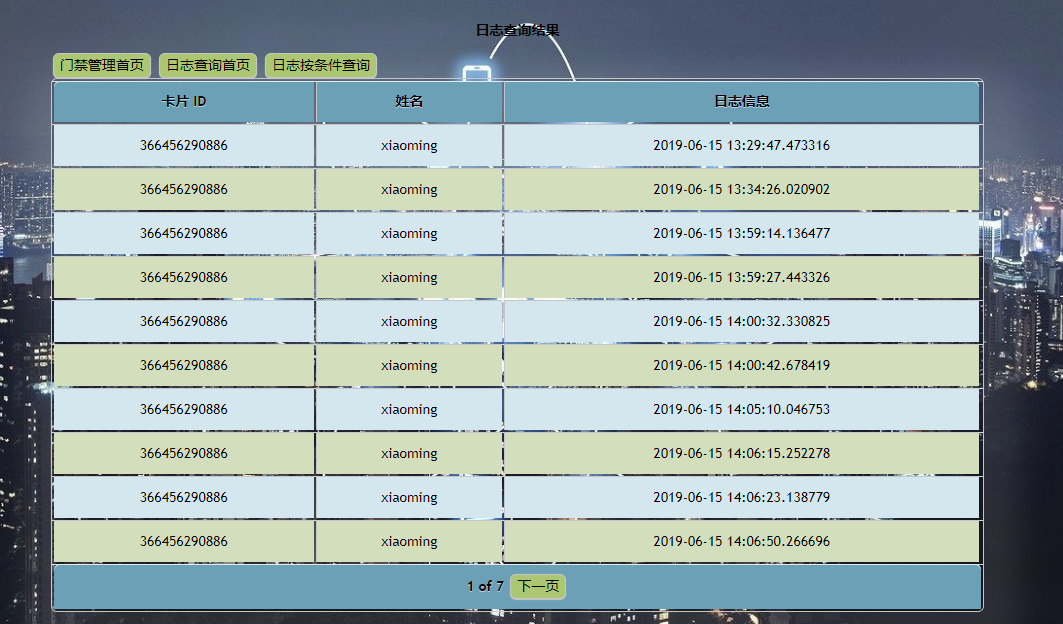 日志查询结果
门禁管理首页 日志查询首页 日志按条件查询
卡片 ID 姓名 日志信息
366456290886 xiaoming 2019-06-15 13:29:47.473316
366456290886 xiaoming 2019-06-15 13:34:26.020902
366456290886 xiaoming 2019-06-15 13:59:14.136477
366456290886 xiaoming 2019-06-15 13:59:27.443326
366456290886 xiaoming 2019-06-15 14:00:32.330825
366456290886 xiaoming 2019-06-15 14:00:42.678419
366456290886 xiaoming 2019-06-15 14:05:10.046753
366456290886 xiaoming 2019-06-15 14:06:15.252278
366456290886 xiaoming 2019-06-15 14:06:23.138779
366456290886 xiaoming 2019-06-15 14:06:50.266696
1 of 7 下一页